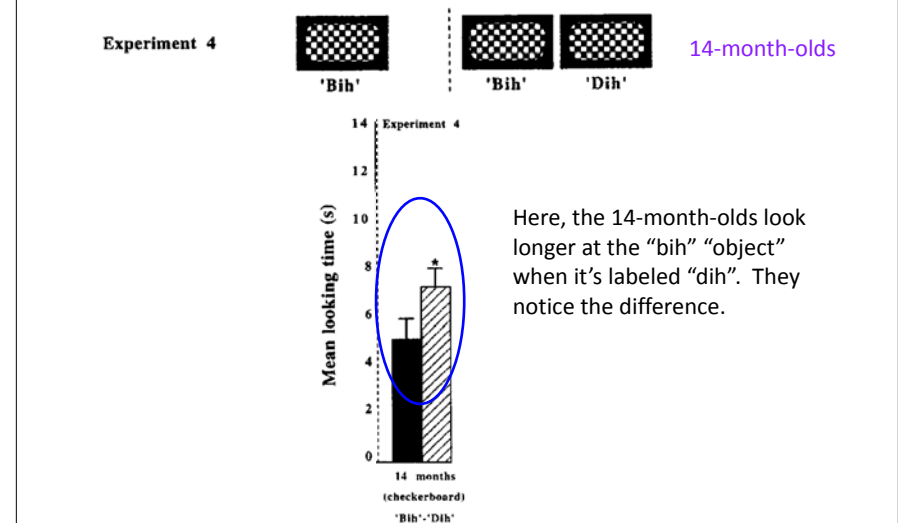 Experiment 4
'Bih'
'Bih'
'Dih'
14-month-olds
14
Experiment 4
12
10
8
6
4
2
0
Mean looking time (s)
*
Here, the 14-month-olds look
longer at the “bih” “object”
when it’s labeled “dih”. They
notice the difference.
14 months
(checkerboard)
'Bih'-'Dih'